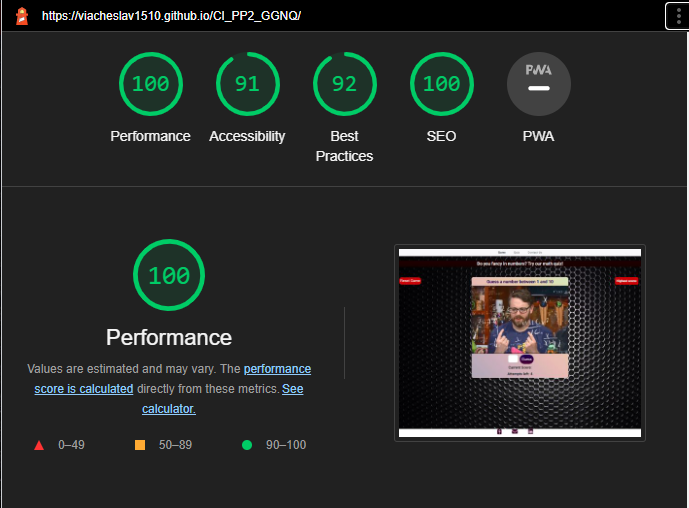 https://viacheslav1510.github.io/CI_PP2_GGNQ/
100 91 92 100 PWA
Performance Accessibility Best Practices SEO PWA
100
Performance
Values are estimated and may vary. The performance
score is calculated directly from these metrics. See
calculator.
0–49 50–89 90–100
Do you fancy in numbers? Try our math quiz!
Guess a number between 1 and 10